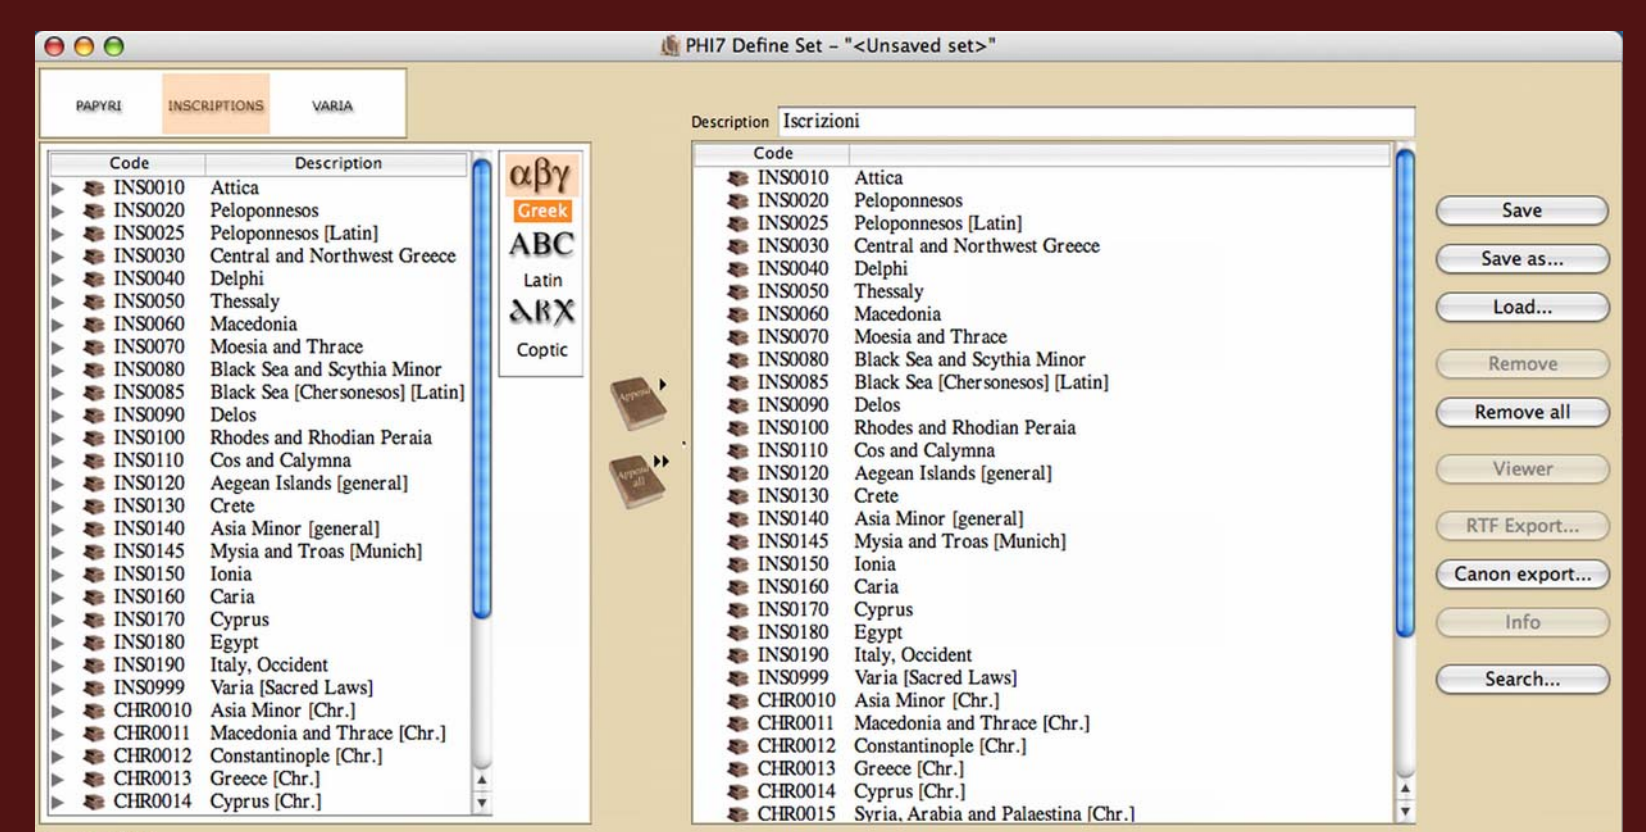 PHI7 Define Set – "<Unsaved set>"
PAPYRI INSCRIPTIONS VARIA
Code Description
INS0010 Attica
INS0020 Peloponnesos
INS0025 Peloponnesos [Latin]
INS0030 Central and Northwest Greece
INS0040 Delphi
INS0050 Thessaly
INS0060 Macedonia
INS0070 Moesia and Thrace
INS0080 Black Sea and Scythia Minor
INS0085 Black Sea [Chersonesos] [Latin]
INS0090 Delos
INS0100 Rhodes and Rhodian Peraia
INS0110 Cos and Calymna
INS0120 Aegean Islands [general]
INS0130 Crete
INS0140 Asia Minor [general]
INS0145 Mysia and Troas [Munich]
INS0150 Ionia
INS0160 Caria
INS0170 Cyprus
INS0180 Egypt
INS0190 Italy, Occident
INS0999 Varia [Sacred Laws]
CHR0010 Asia Minor [Chr.]
CHR0011 Macedonia and Thrace [Chr.]
CHR0012 Constantinople [Chr.]
CHR0013 Greece [Chr.]
CHR0014 Cyprus [Chr.]
αβγ
Greek
ABC
Latin
ⲁⲃⲭ
Coptic
Append
Append
all
Description Iscrizioni
Code
INS0010 Attica
INS0020 Peloponnesos
INS0025 Peloponnesos [Latin]
INS0030 Central and Northwest Greece
INS0040 Delphi
INS0050 Thessaly
INS0060 Macedonia
INS0070 Moesia and Thrace
INS0080 Black Sea and Scythia Minor
INS0085 Black Sea [Chersonesos] [Latin]
INS0090 Delos
INS0100 Rhodes and Rhodian Peraia
INS0110 Cos and Calymna
INS0120 Aegean Islands [general]
INS0130 Crete
INS0140 Asia Minor [general]
INS0145 Mysia and Troas [Munich]
INS0150 Ionia
INS0160 Caria
INS0170 Cyprus
INS0180 Egypt
INS0190 Italy, Occident
INS0999 Varia [Sacred Laws]
CHR0010 Asia Minor [Chr.]
CHR0011 Macedonia and Thrace [Chr.]
CHR0012 Constantinople [Chr.]
CHR0013 Greece [Chr.]
CHR0014 Cyprus [Chr.]
CHR0015 Syria, Arabia and Palaestina [Chr.]
Save
Save as...
Load...
Remove
Remove all
Viewer
RTF Export...
Canon export...
Info
Search...